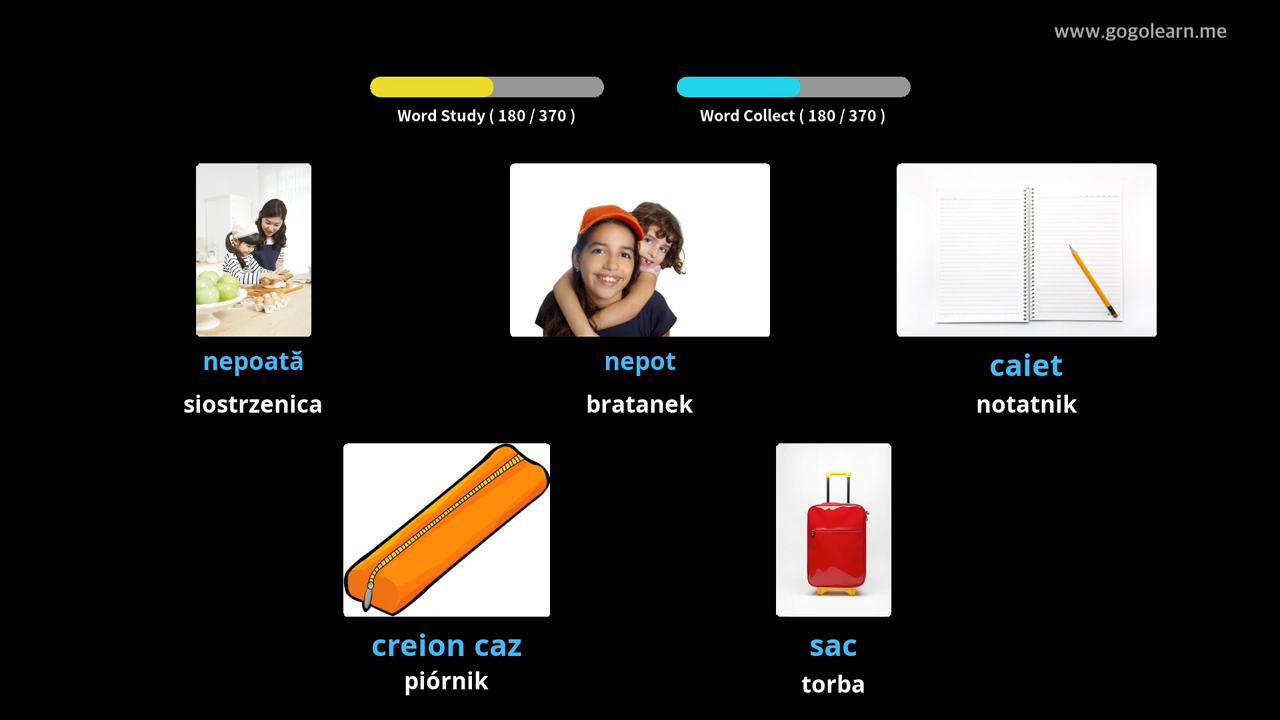 www.gogolearn.me
Word Study ( 180 / 370 )
Word Collect ( 180 / 370 )
nepoată
nepot
caiet
siostrzenica
bratanek
notatnik
creion caz
sac
piórnik
torba